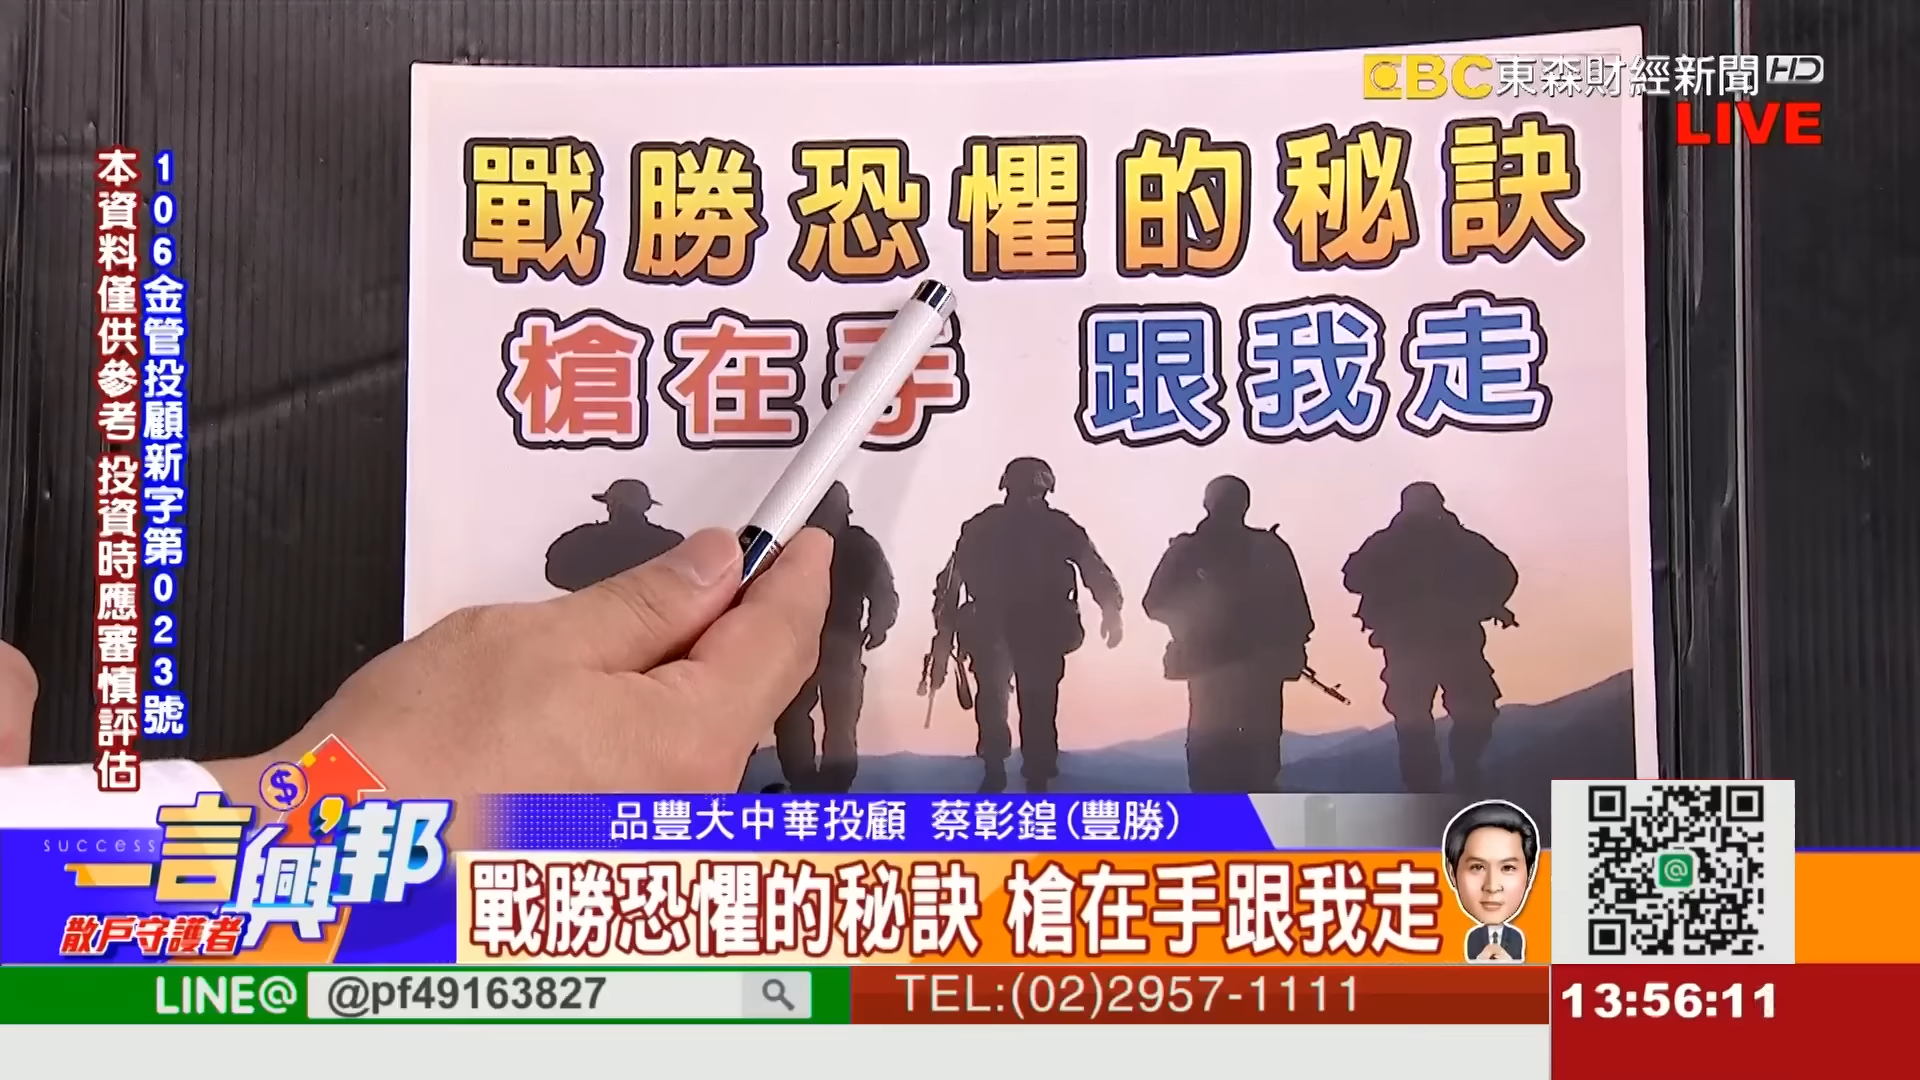 EBC東森財經新聞HD
LIVE
戰勝恐懼的秘訣
槍在手 跟我走
106金管投顧新字第023號
本資料僅供參考 投資時應審慎評估
$
success
一言興邦
散戶守護者
品豐大中華投顧 蔡彰鍠(豐勝)
戰勝恐懼的秘訣 槍在手跟我走
LINE@ @pf49163827
TEL:(02)2957-1111
13:56:11